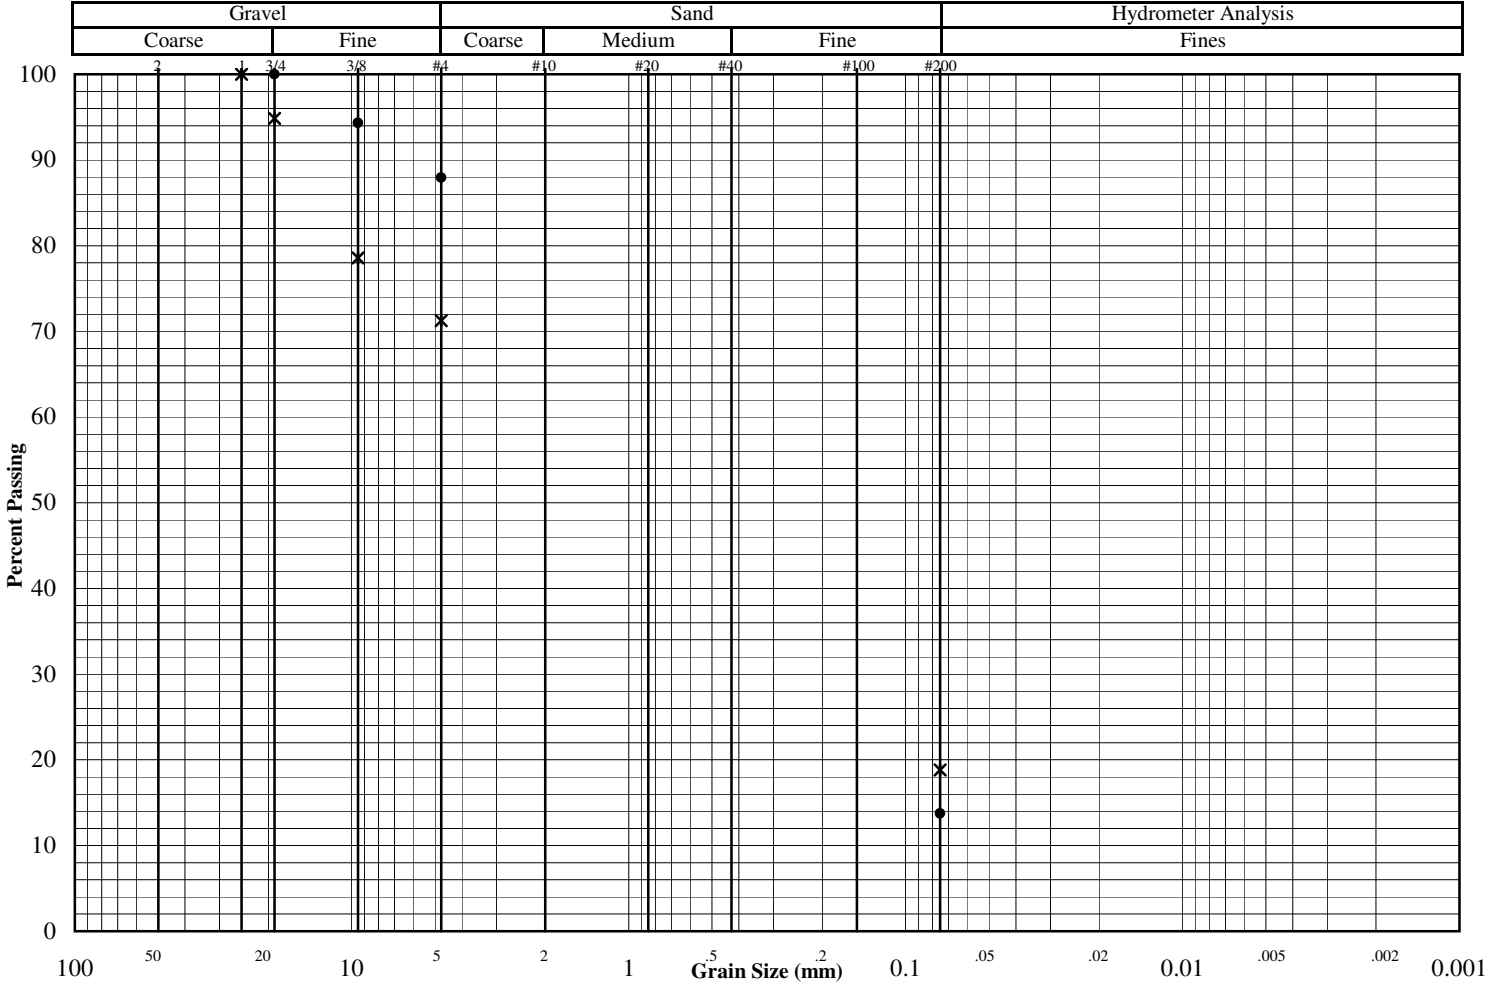 Gravel Sand Hydrometer Analysis
Coarse Fine Coarse Medium Fine Fines
2 1 3/4 3/8 #4 #10 #20 #40 #100 #200
100
90
80
70
60
50
40
30
20
10
0
Percent Passing
50 20 5 2 .5 .2 .05 .02 .005 .002
100 10 1 0.1 0.01 0.001
Grain Size (mm)